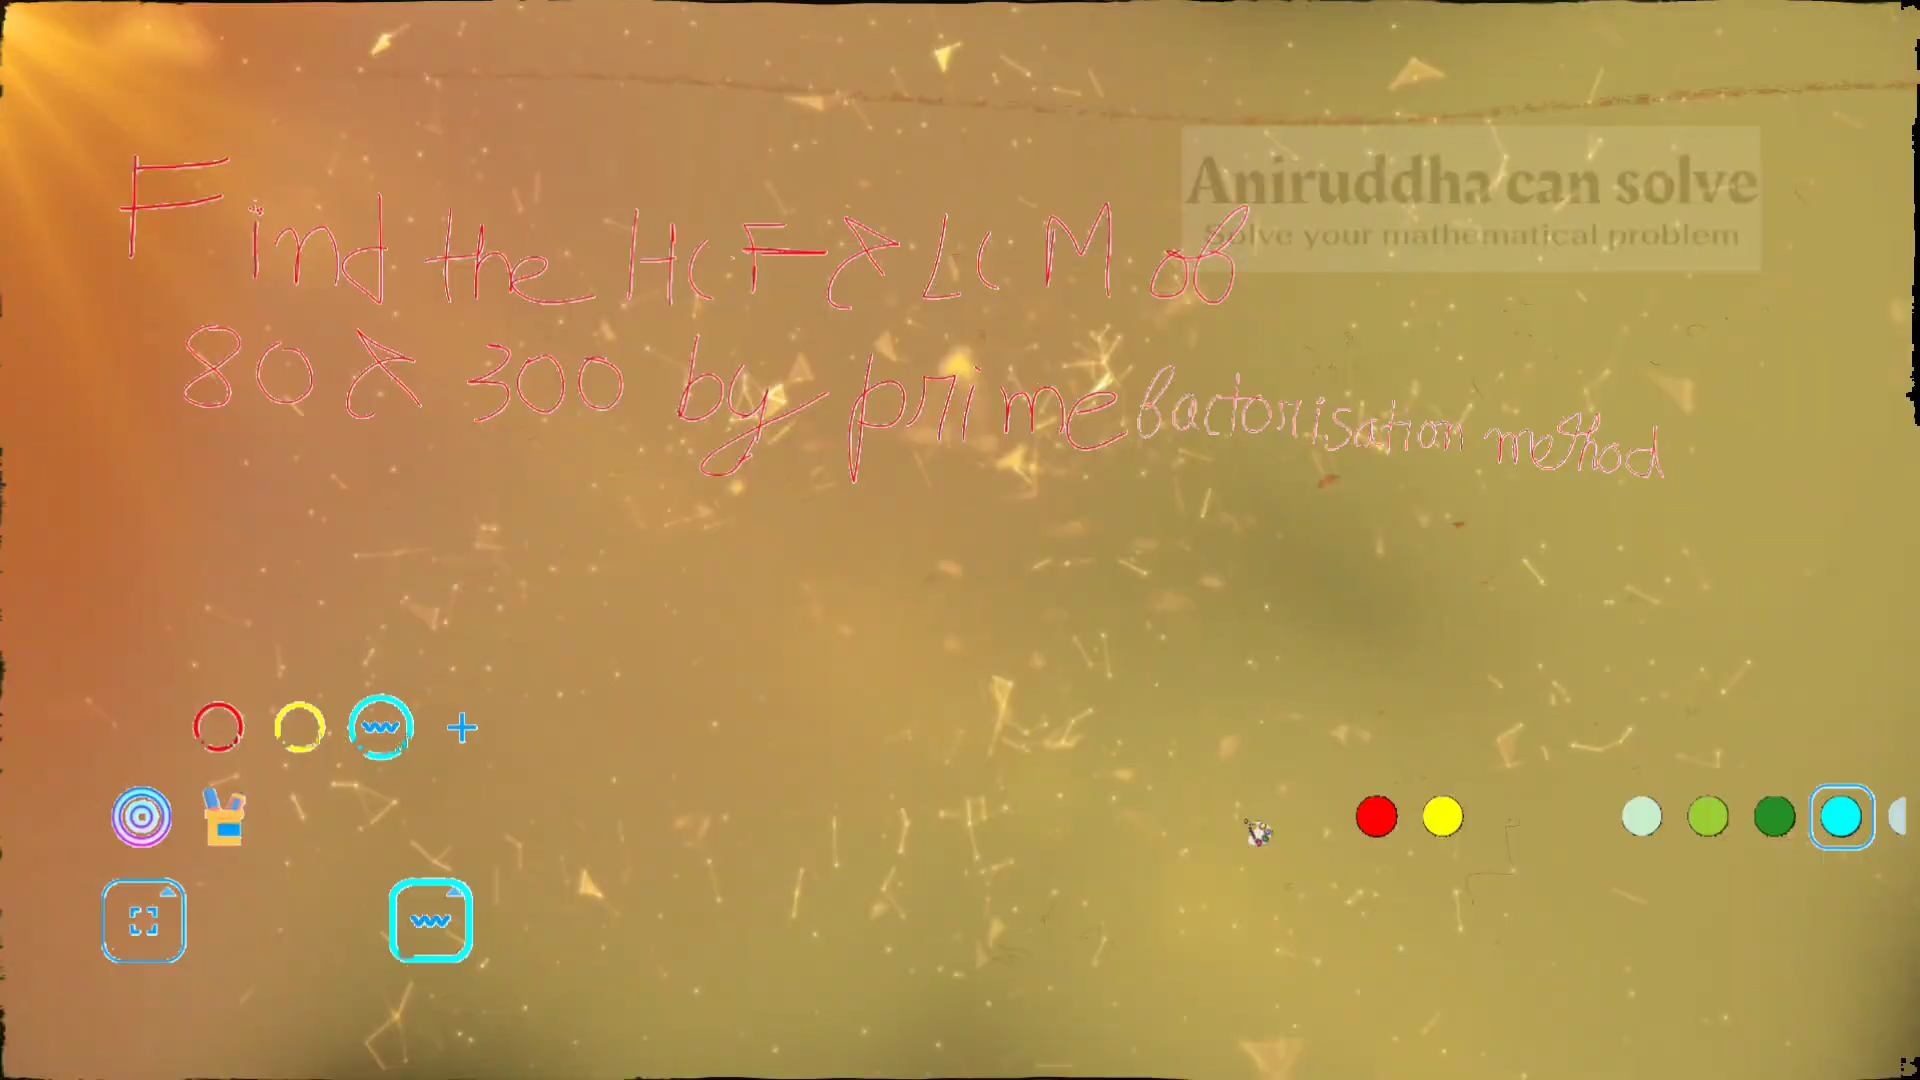 Aniruddha can solve
Solve your mathematical problem
Find the HCF & LCM of
80 & 300 by prime factorisation method